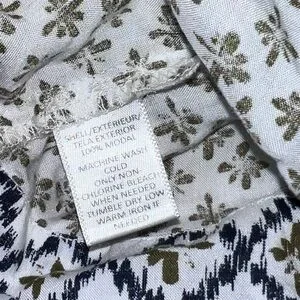 SHELL/EXTÉRIEUR/
TELA EXTERIOR
100% MODAL
MACHINE WASH
COLD
ONLY NON
CHLORINE BLEACH
WHEN NEEDED
TUMBLE DRY LOW
WARM IRON IF
NEEDED